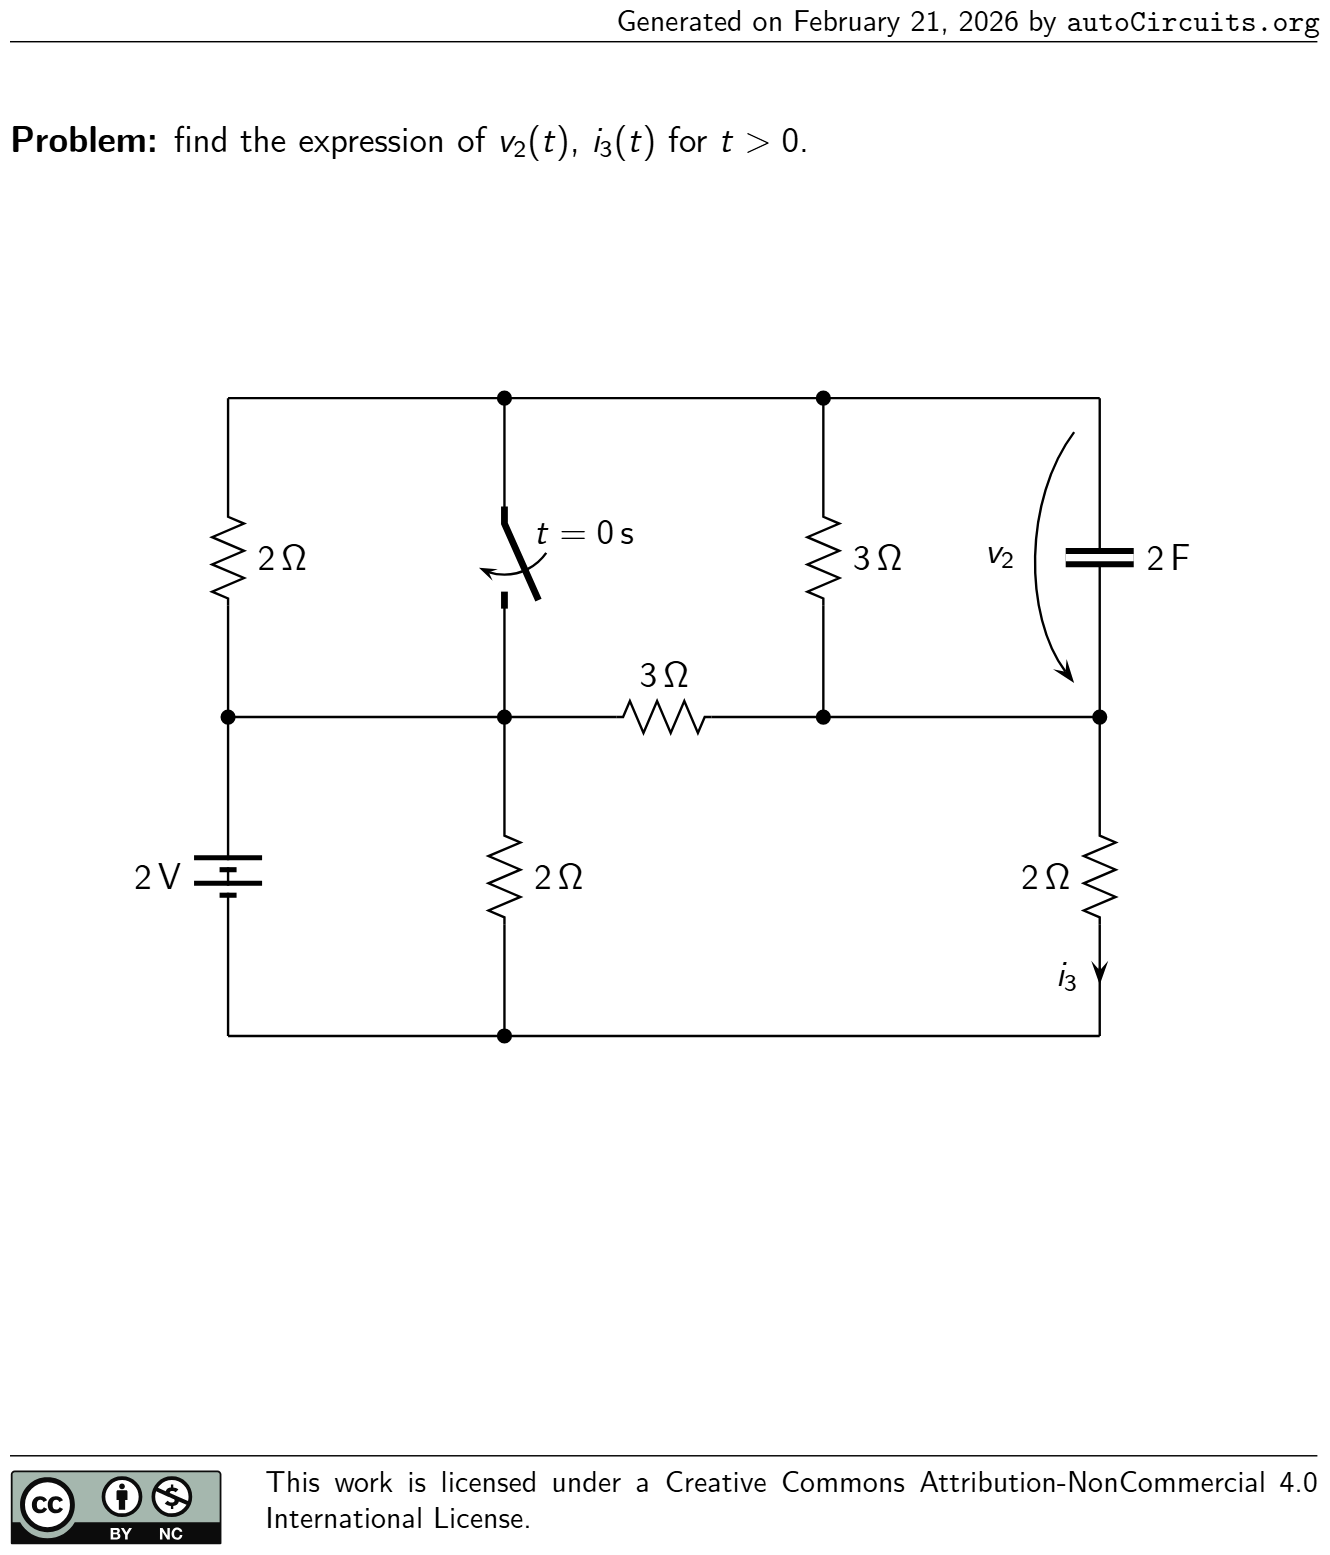 Generated on February 21, 2026 by autoCircuits.org
Problem: find the expression of v₂(t), i₃(t) for t > 0.
t = 0 s
2 Ω
3 Ω
v₂
2 F
3 Ω
2 V
2 Ω
2 Ω
i₃
cc
BY NC
This work is licensed under a Creative Commons Attribution-NonCommercial 4.0
International License.